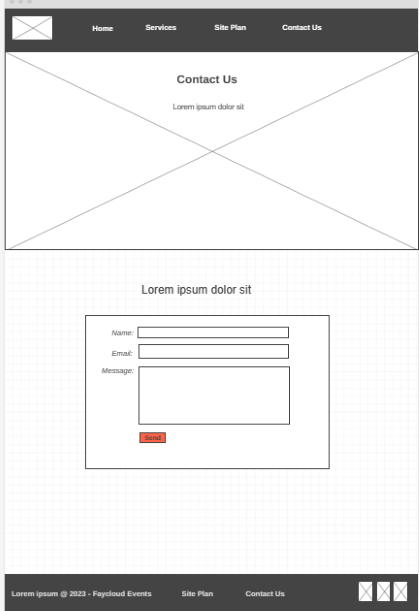 Home Services Site Plan Contact Us
Contact Us
Lorem ipsum dolor sit
Lorem ipsum dolor sit
Name:
Email:
Message:
Send
Lorem ipsum @ 2023 - Faycloud Events Site Plan Contact Us